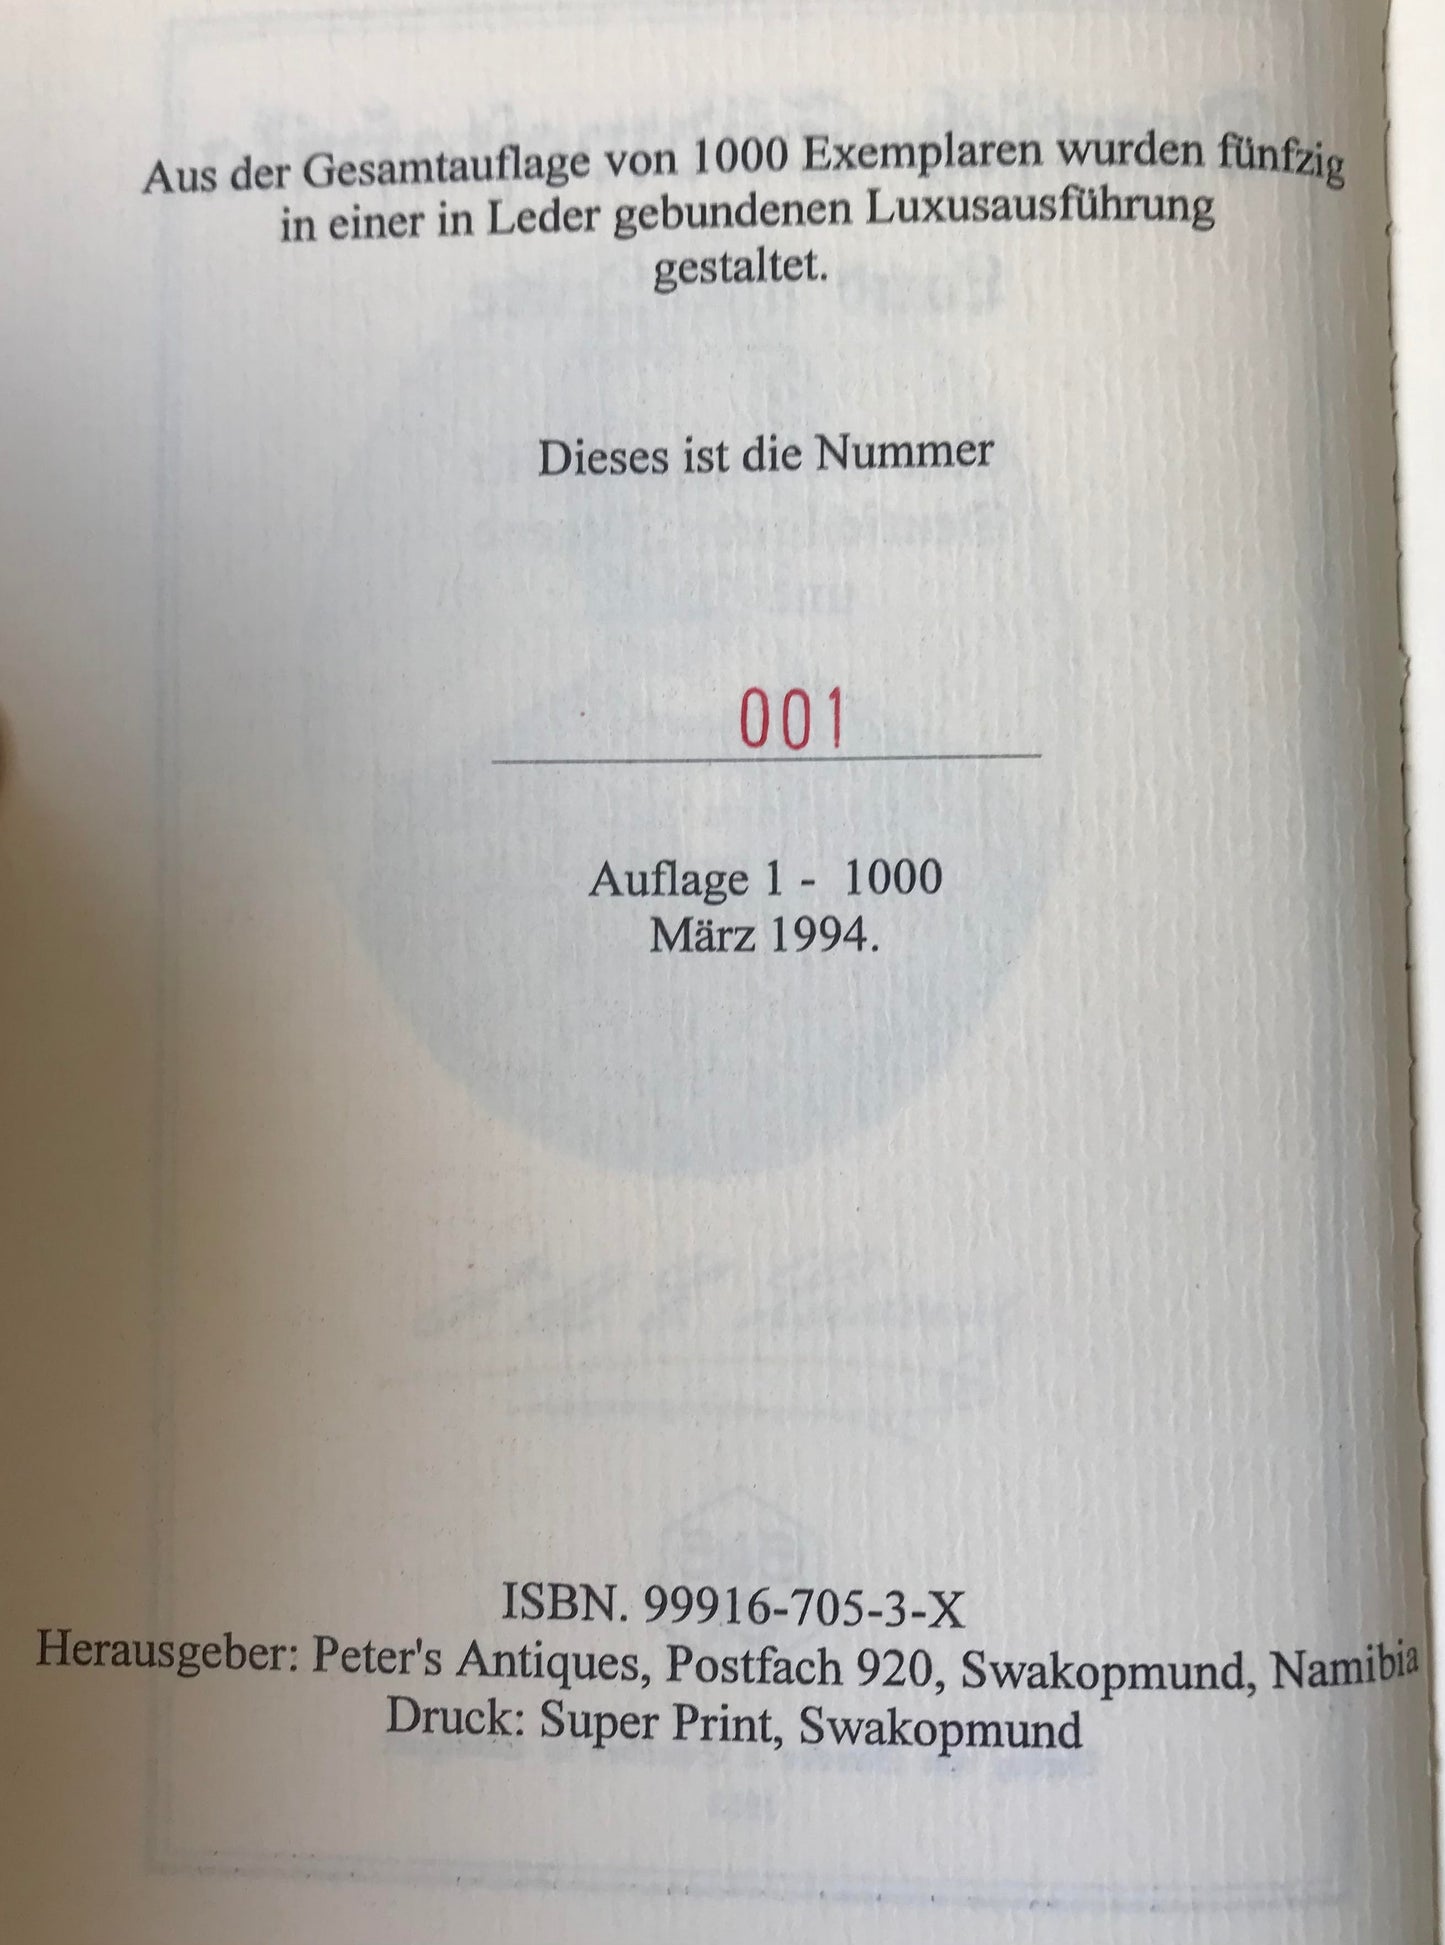 Aus der Gesamtauflage von 1000 Exemplaren wurden fünfzig
in einer in Leder gebundenen Luxusausführung
gestaltet.
Dieses ist die Nummer
001
Auflage 1 - 1000
März 1994.
ISBN. 99916-705-3-X
Herausgeber: Peter's Antiques, Postfach 920, Swakopmund, Namibia
Druck: Super Print, Swakopmund